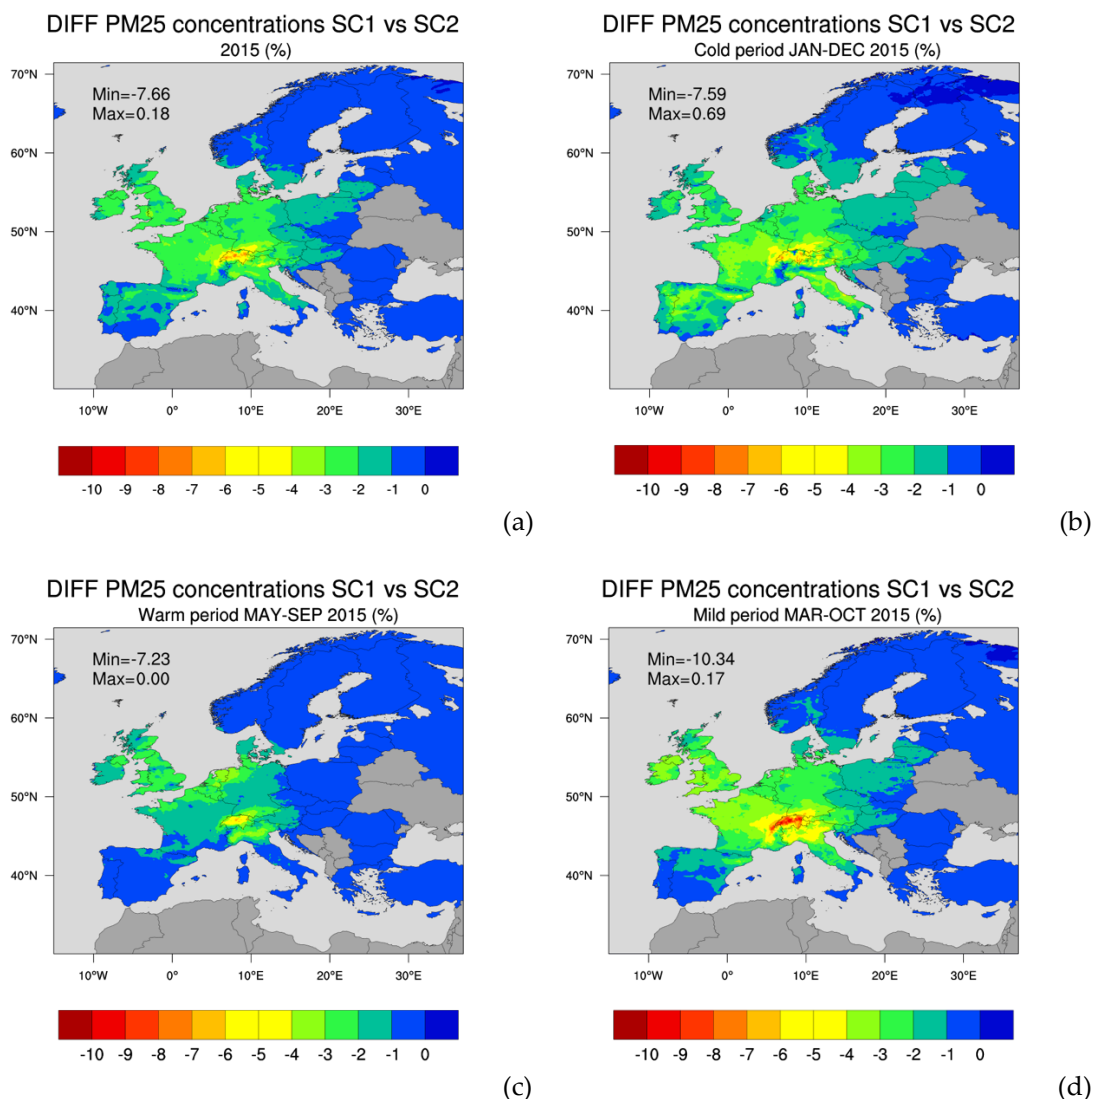 DIFF PM25 concentrations SC1 vs SC2
2015 (%)
Min=-7.66
Max=0.18
70°N
60°N
50°N
40°N
10°W 0° 10°E 20°E 30°E
-10 -9 -8 -7 -6 -5 -4 -3 -2 -1 0
(a)
DIFF PM25 concentrations SC1 vs SC2
Cold period JAN-DEC 2015 (%)
Min=-7.59
Max=0.69
70°N
60°N
50°N
40°N
10°W 0° 10°E 20°E 30°E
-10 -9 -8 -7 -6 -5 -4 -3 -2 -1 0
(b)
DIFF PM25 concentrations SC1 vs SC2
Warm period MAY-SEP 2015 (%)
Min=-7.23
Max=0.00
70°N
60°N
50°N
40°N
10°W 0° 10°E 20°E 30°E
-10 -9 -8 -7 -6 -5 -4 -3 -2 -1 0
(c)
DIFF PM25 concentrations SC1 vs SC2
Mild period MAR-OCT 2015 (%)
Min=-10.34
Max=0.17
70°N
60°N
50°N
40°N
10°W 0° 10°E 20°E 30°E
-10 -9 -8 -7 -6 -5 -4 -3 -2 -1 0
(d)